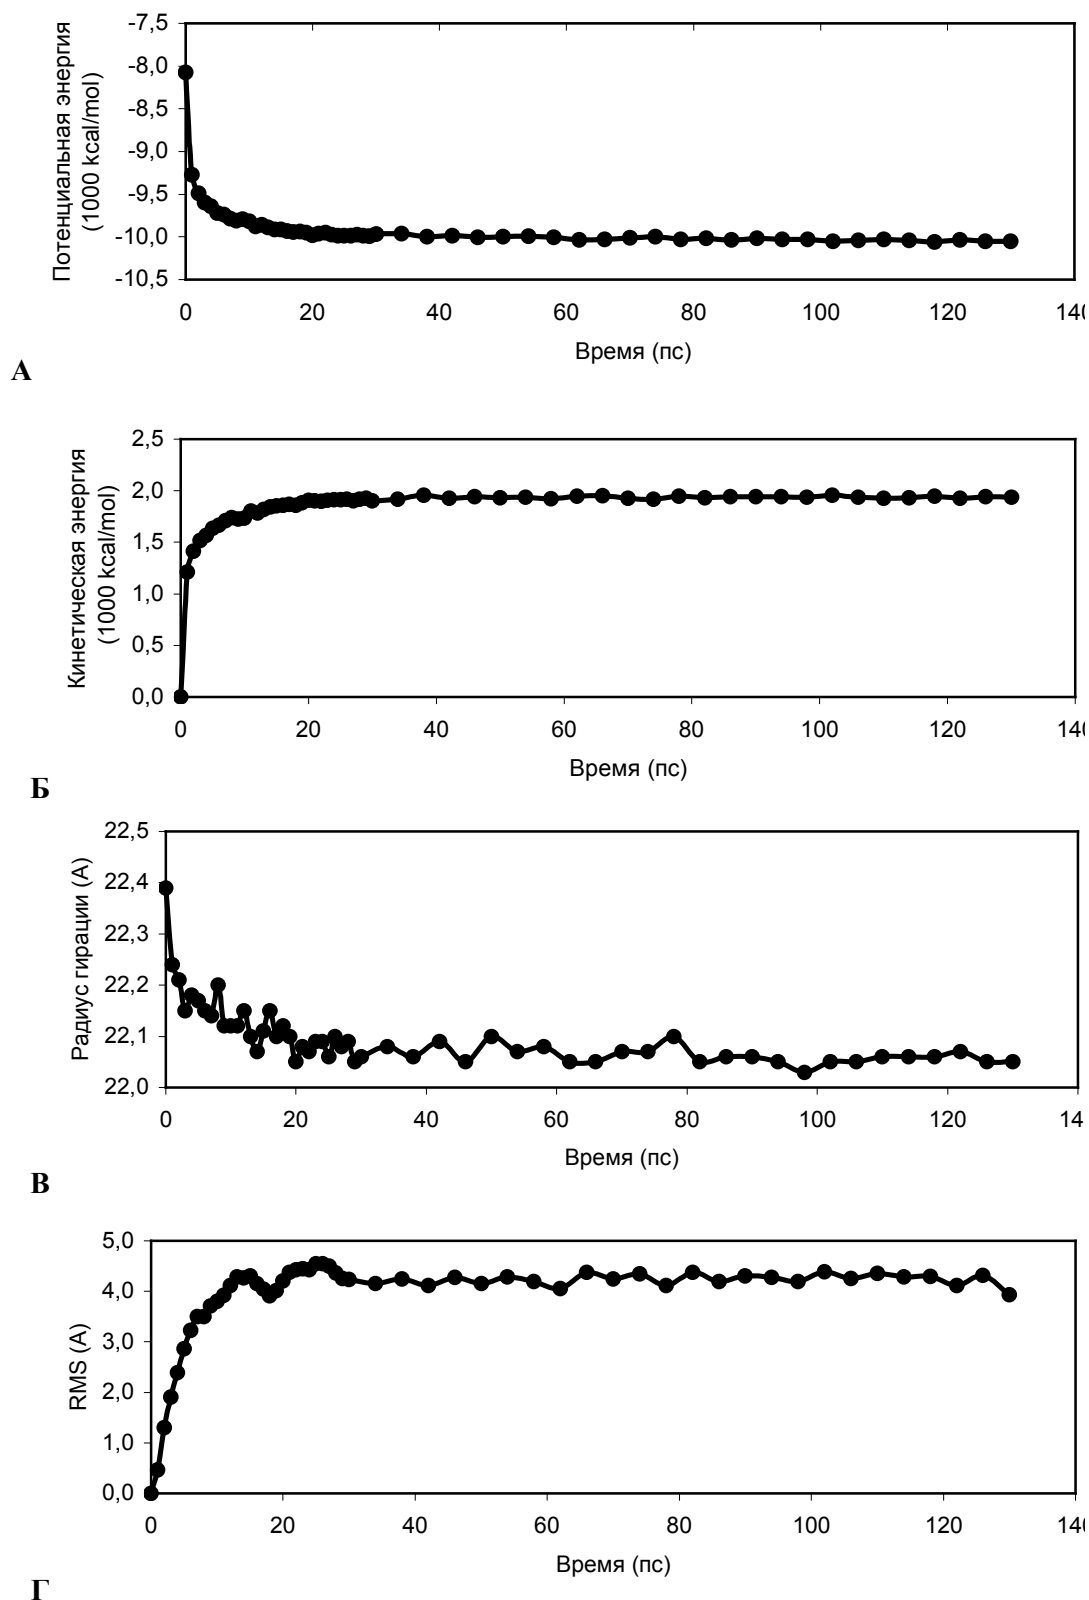 Потенциальная энергия
(1000 kcal/mol)
-7,5
-8,0
-8,5
-9,0
-9,5
-10,0
-10,5
0 20 40 60 80 100 120 140
Время (пс)
А
Кинетическая энергия
(1000 kcal/mol)
2,5
2,0
1,5
1,0
0,5
0,0
0 20 40 60 80 100 120 140
Время (пс)
Б
Радиус гирации (А)
22,5
22,4
22,3
22,2
22,1
22,0
0 20 40 60 80 100 120 14
Время (пс)
В
RMS (А)
5,0
4,0
3,0
2,0
1,0
0,0
0 20 40 60 80 100 120 140
Время (пс)
Г